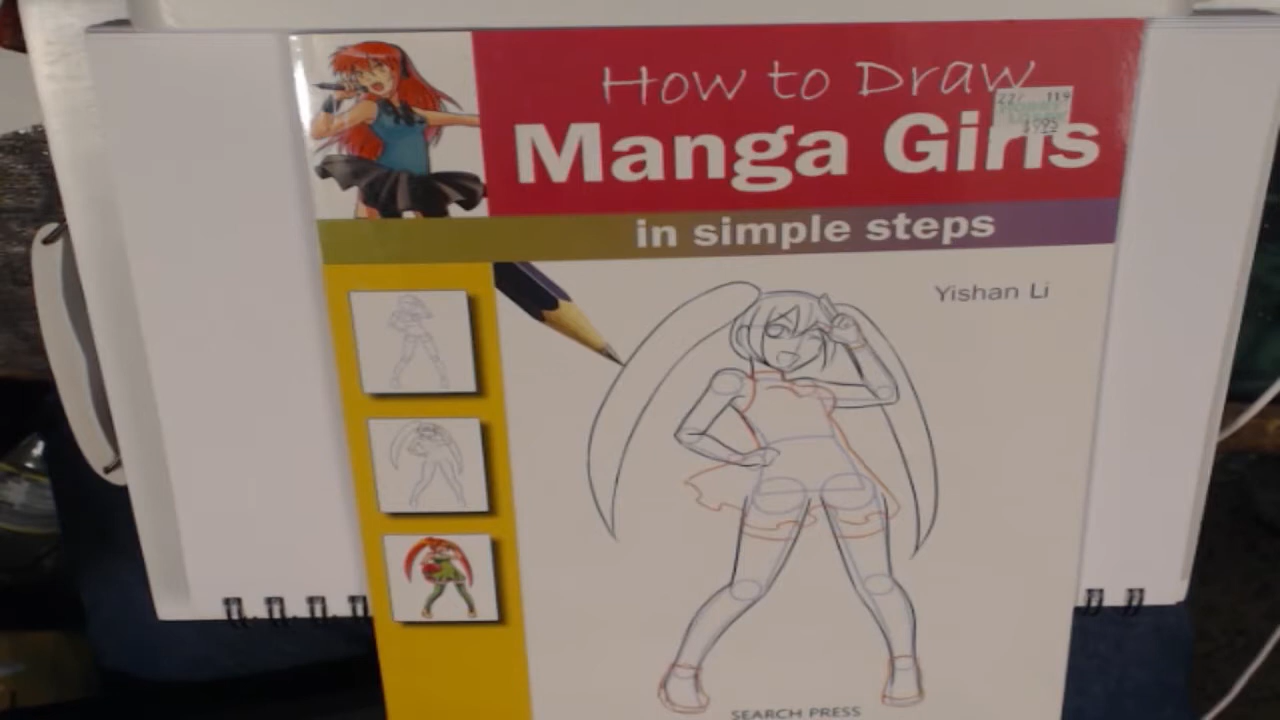 How to Draw
Manga Girls
in simple steps
Yishan Li
SEARCH PRESS